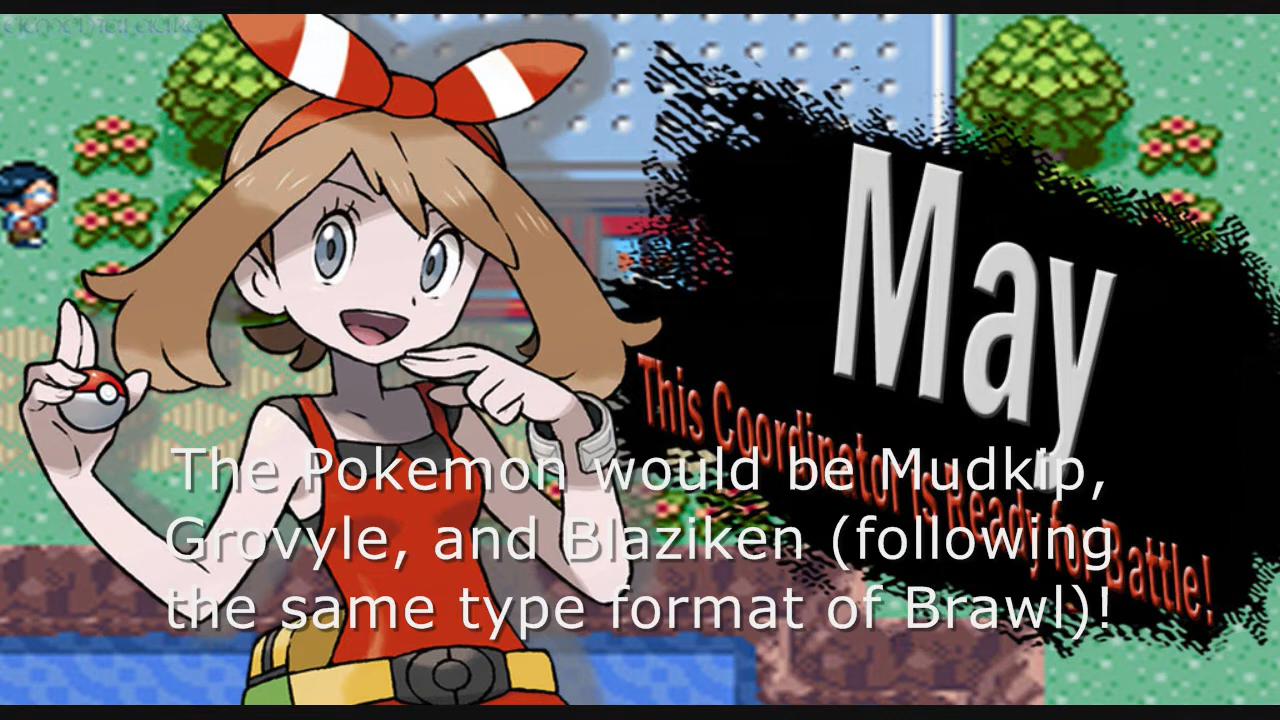 May
This Coordinator is Ready for Battle!
The Pokemon would be Mudkip,
Grovyle, and Blaziken (following
the same type format of Brawl)!